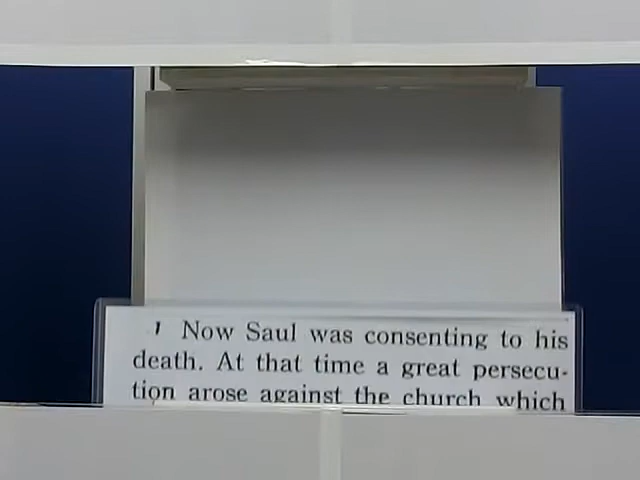 1 Now Saul was consenting to his
death. At that time a great persecu-
tion arose against the church which